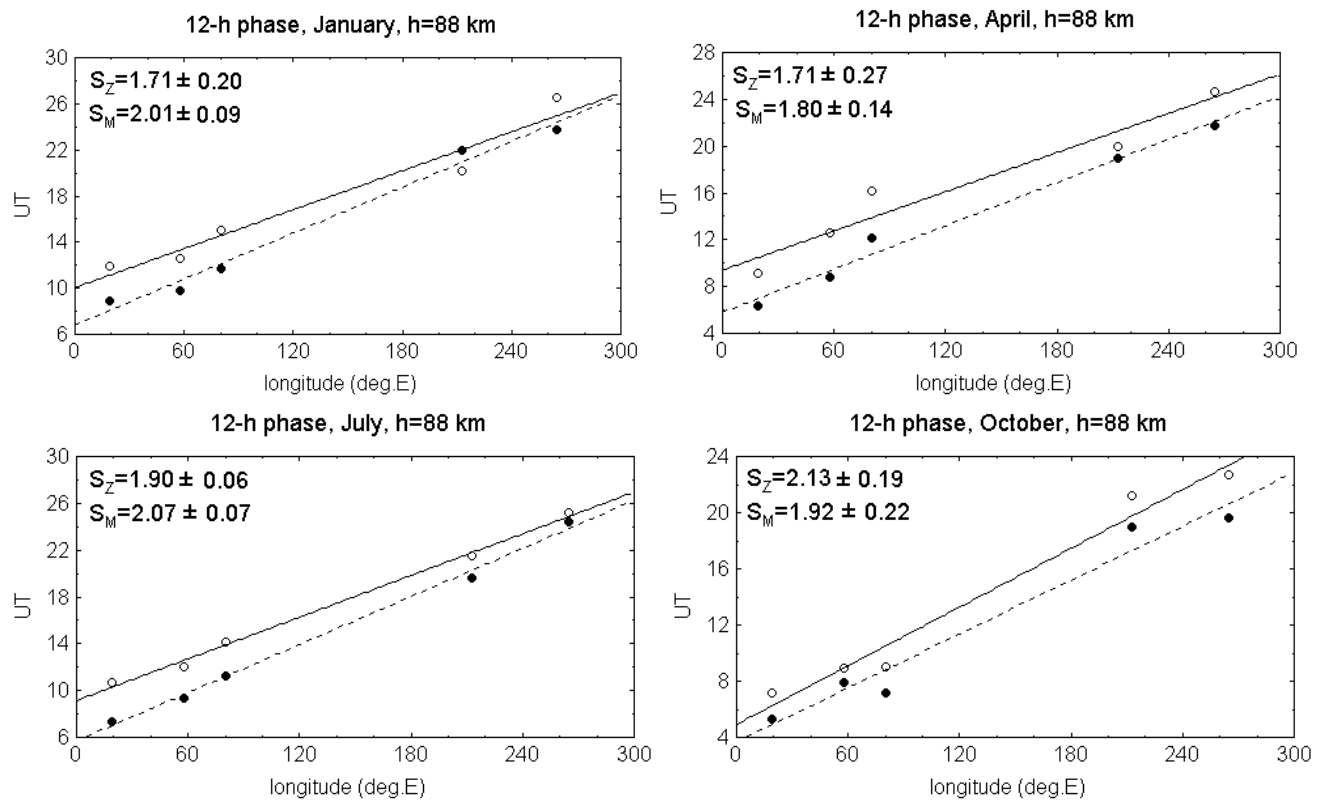 12-h phase, January, h=88 km
S_Z=1.71 ± 0.20
S_M=2.01 ± 0.09
30
26
22
18
14
10
6
UT
0 60 120 180 240 300
longitude (deg.E)
12-h phase, April, h=88 km
S_Z=1.71 ± 0.27
S_M=1.80 ± 0.14
28
24
20
16
12
8
4
UT
0 60 120 180 240 300
longitude (deg.E)
12-h phase, July, h=88 km
S_Z=1.90 ± 0.06
S_M=2.07 ± 0.07
30
26
22
18
14
10
6
UT
0 60 120 180 240 300
longitude (deg.E)
12-h phase, October, h=88 km
S_Z=2.13 ± 0.19
S_M=1.92 ± 0.22
24
20
16
12
8
4
UT
0 60 120 180 240 300
longitude (deg.E)